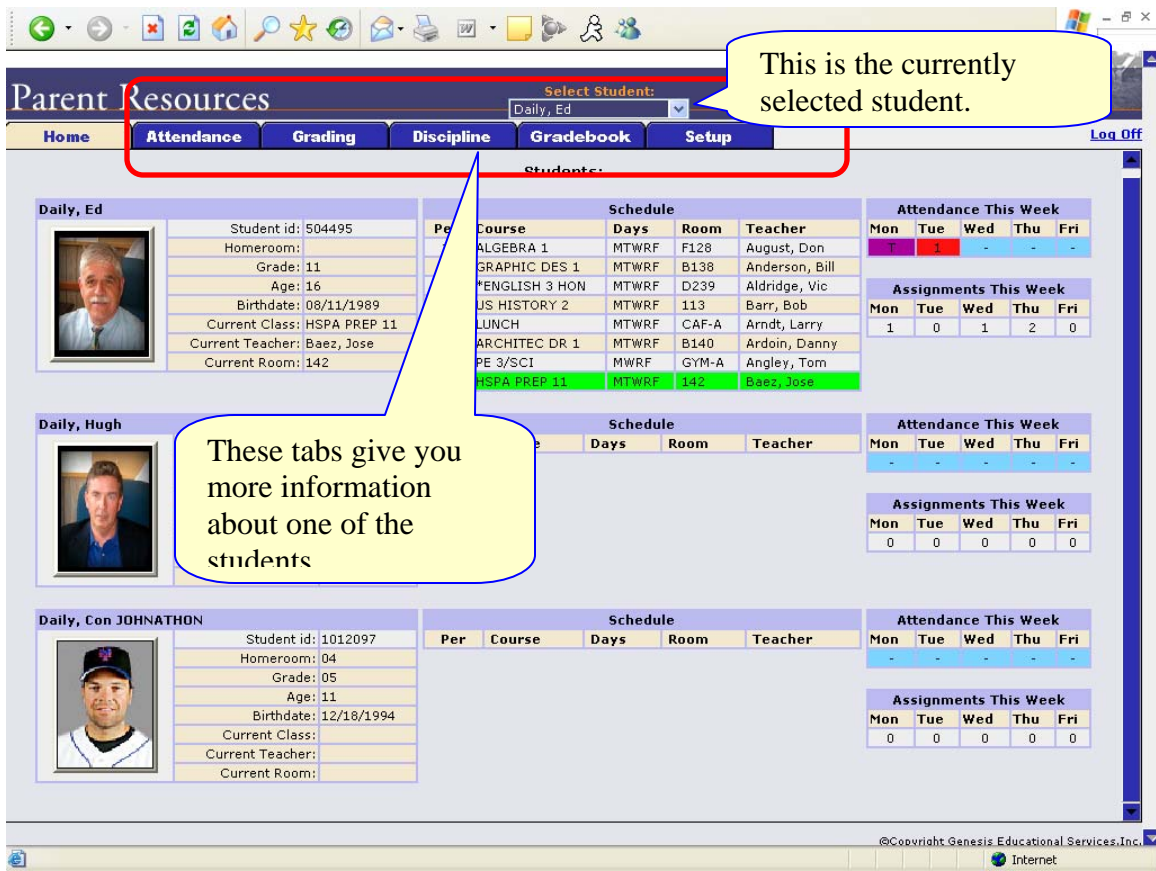 This is the currently
selected student.
Parent Resources
Select Student:
Daily, Ed
Home Attendance Grading Discipline Gradebook Setup Log Off
Students:
Daily, Ed
Student id: 504495
Homeroom:
Grade: 11
Age: 16
Birthdate: 08/11/1989
Current Class: HSPA PREP 11
Current Teacher: Baez, Jose
Current Room: 142
Schedule
Course Days Room Teacher
ALGEBRA 1 MTWRF F128 August, Don
GRAPHIC DES 1 MTWRF B138 Anderson, Bill
*ENGLISH 3 HON MTWRF D239 Aldridge, Vic
US HISTORY 2 MTWRF 113 Barr, Bob
LUNCH MTWRF CAF-A Arndt, Larry
ARCHITEC DR 1 MTWRF B140 Ardoin, Danny
PE 3/SCI MWRF GYM-A Angley, Tom
HSPA PREP 11 MTWRF 142 Baez, Jose
Attendance This Week
Mon Tue Wed Thu Fri
T 1 - - -
Assignments This Week
Mon Tue Wed Thu Fri
1 0 1 2 0
These tabs give you
more information
about one of the
students
Daily, Hugh
Schedule
Days Room Teacher
Attendance This Week
Mon Tue Wed Thu Fri
- - - - -
Assignments This Week
Mon Tue Wed Thu Fri
0 0 0 0 0
Daily, Con JOHNATHON
Student id: 1012097
Homeroom: 04
Grade: 05
Age: 11
Birthdate: 12/18/1994
Current Class:
Current Teacher:
Current Room:
Schedule
Per Course Days Room Teacher
Attendance This Week
Mon Tue Wed Thu Fri
- - - - -
Assignments This Week
Mon Tue Wed Thu Fri
0 0 0 0 0
©Copyright Genesis Educational Services,Inc.
Internet